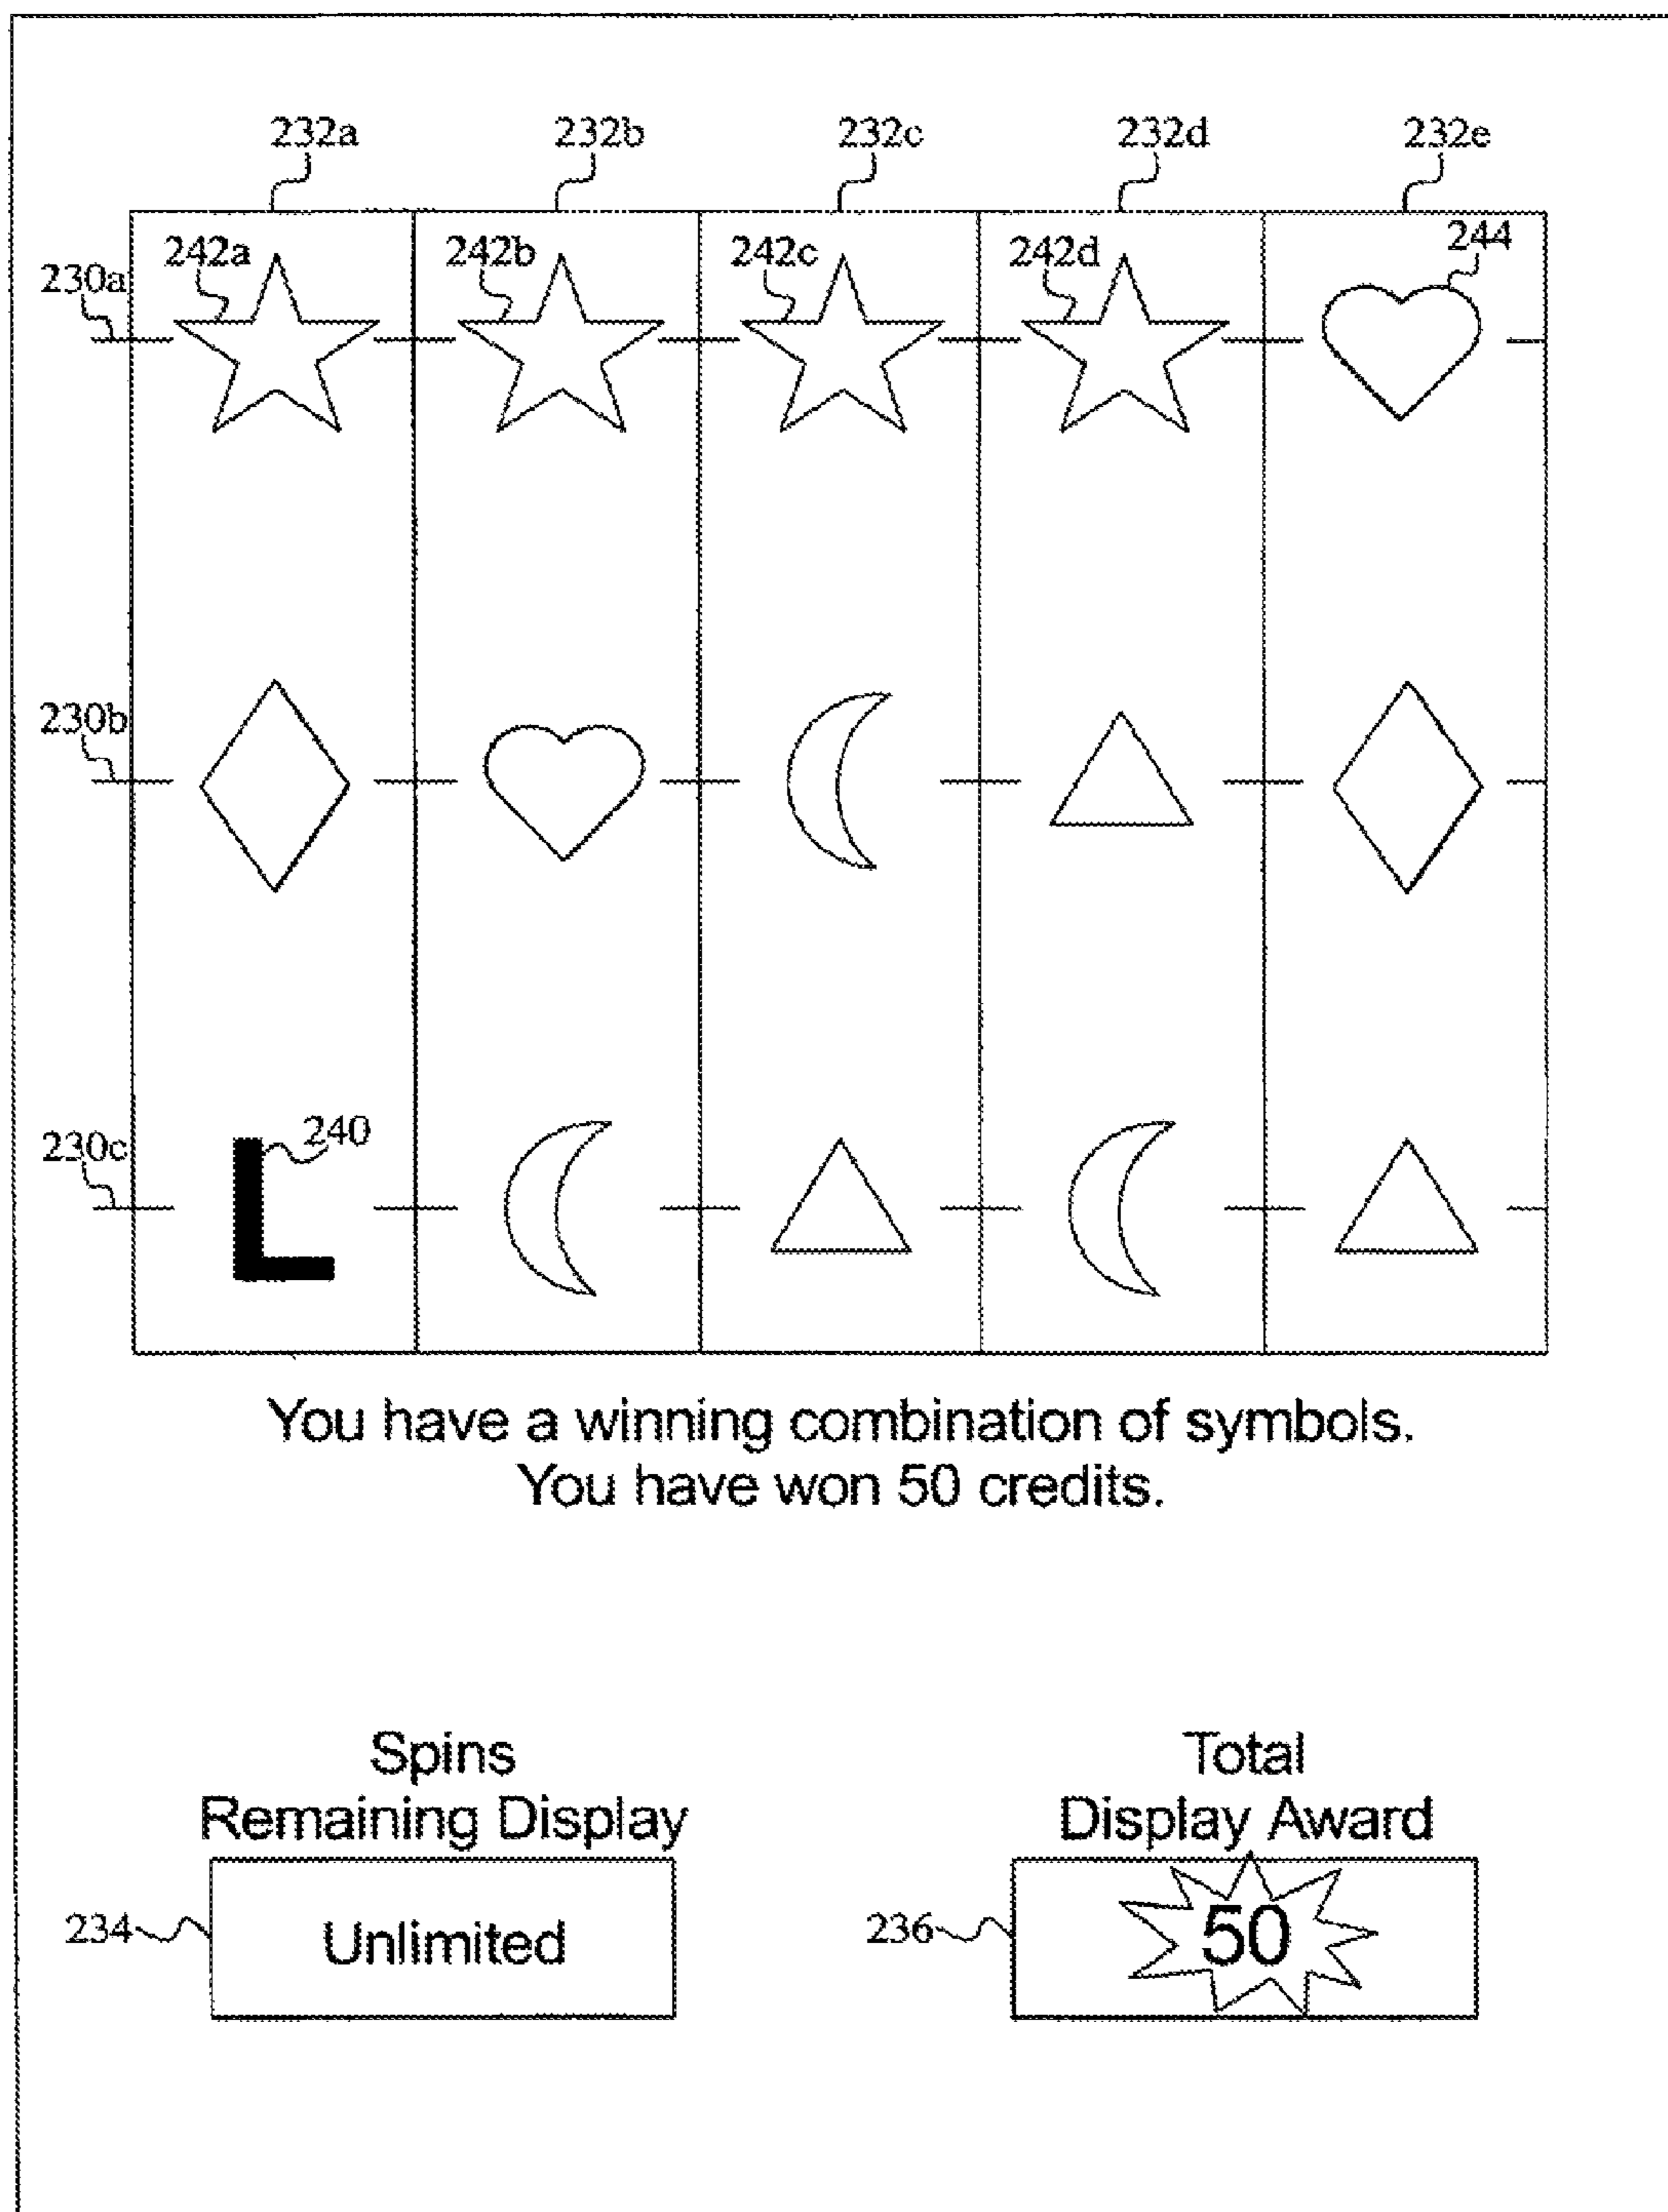 232a 232b 232c 232d 232e
242a 242b 242c 242d 244
230a
230b
230c
L 240
You have a winning combination of symbols.
You have won 50 credits.
Spins
Remaining Display
Total
Display Award
234 Unlimited
236 50